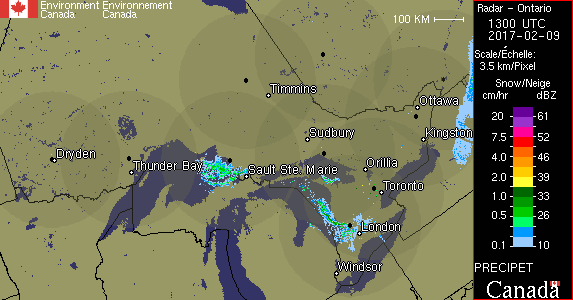 Environment Environnement
Canada Canada
100 KM
Timmins
Ottawa
Sudbury
Kingston
Dryden
Thunder Bay
Sault Ste. Marie
Orillia
Toronto
London
Windsor
Radar - Ontario
1300 UTC
2017-02-09
Scale/Échelle:
3.5 km/Pixel
Snow/Neige
cm/hr dBZ
20 61
7.5 52
4.0 46
2.0 39
1.0 33
0.5 26
0.1 10
PRECIPET
Canada